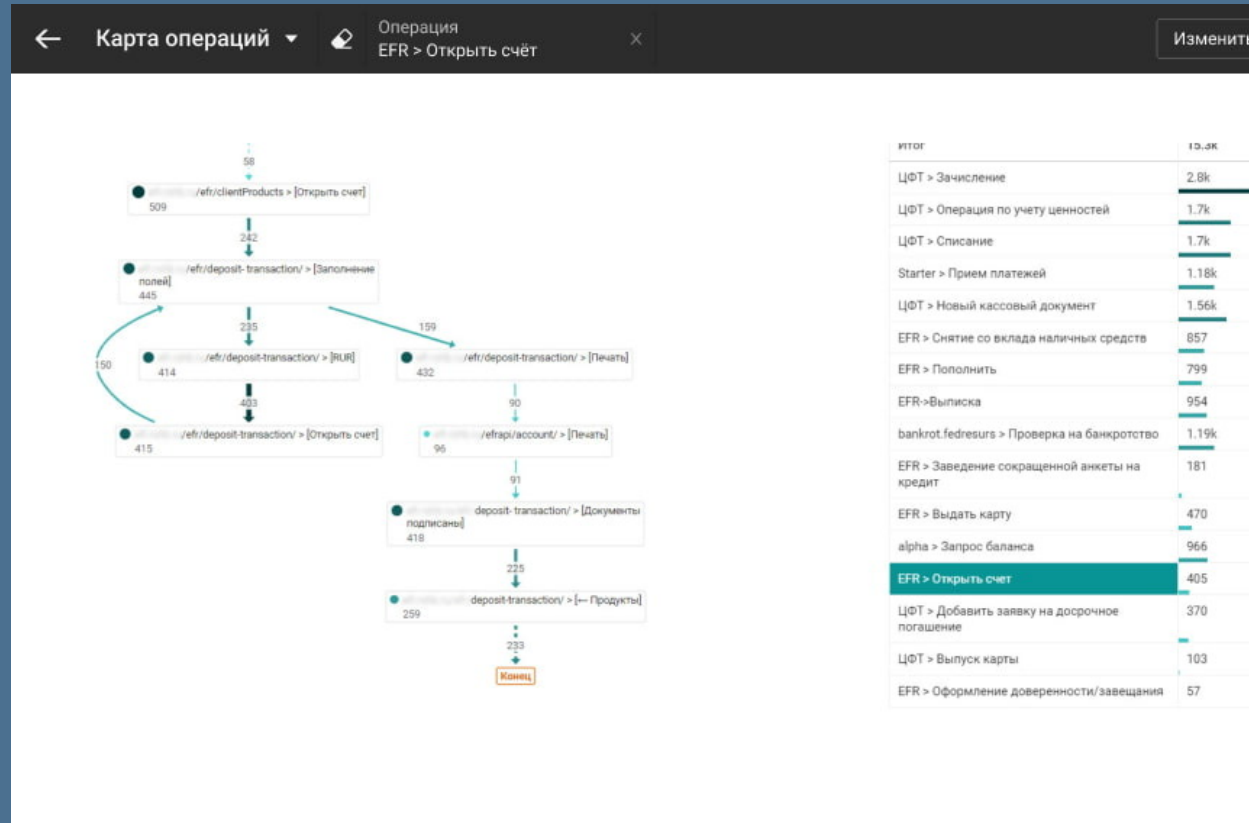 Карта операций
Операция
EFR > Открыть счёт
Изменить
58
/efr/clientProducts > [Открыть счет]
509
242
/efr/deposit- transaction/ > [Заполнение
полей]
445
235
159
150
/efr/deposit-transaction/ > [RUR]
414
/efr/deposit-transaction/ > [Печать]
432
403
90
/efr/deposit-transaction/ > [Открыть счет]
415
/efrapi/account/ > [Печать]
96
91
deposit- transaction/ > [Документы
подписаны]
418
225
deposit-transaction/ > [← Продукты]
259
233
Конец
Итог 15.3k
ЦФТ > Зачисление 2.8k
ЦФТ > Операция по учету ценностей 1.7k
ЦФТ > Списание 1.7k
Starter > Прием платежей 1.18k
ЦФТ > Новый кассовый документ 1.56k
EFR > Снятие со вклада наличных средств 857
EFR > Пополнить 799
EFR->Выписка 954
bankrot.fedresurs > Проверка на банкротство 1.19k
EFR > Заведение сокращенной анкеты на 181
кредит
EFR > Выдать карту 470
alpha > Запрос баланса 966
EFR > Открыть счет 405
ЦФТ > Добавить заявку на досрочное 370
погашение
ЦФТ > Выпуск карты 103
EFR > Оформление доверенности/завещания 57